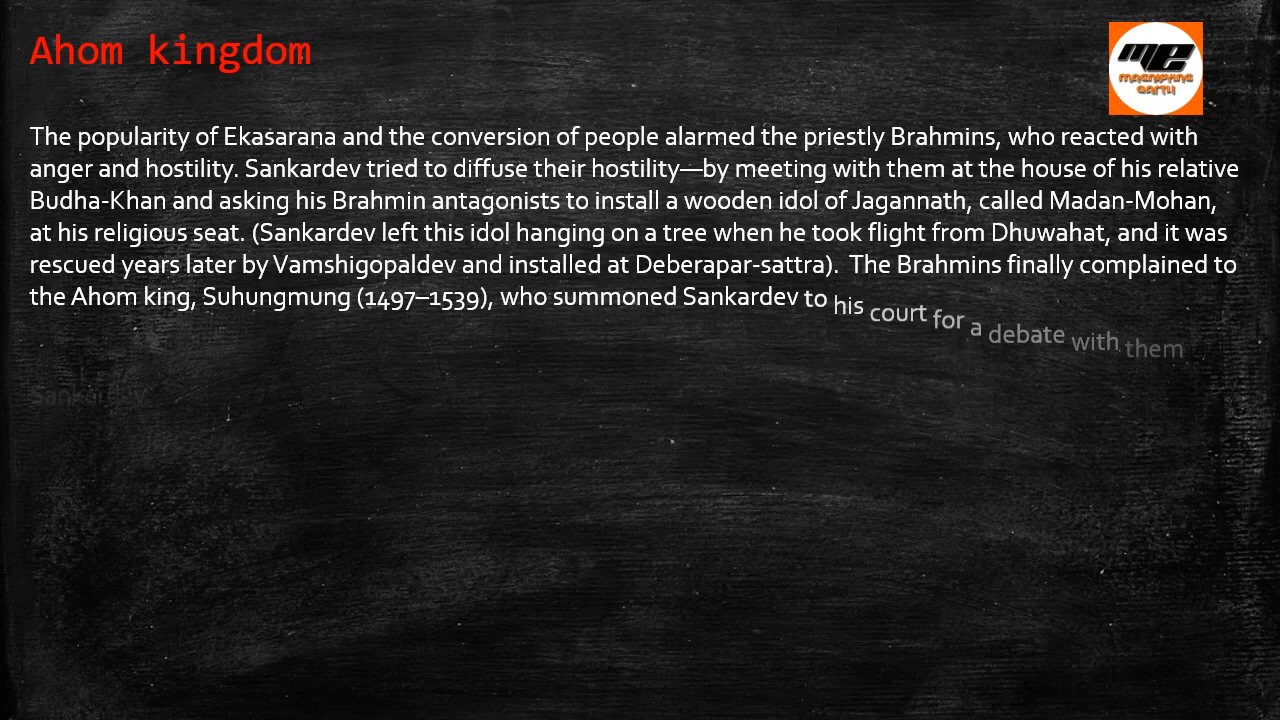 Ahom kingdom
me
MAGNIPHINE
EARTH
The popularity of Ekasarana and the conversion of people alarmed the priestly Brahmins, who reacted with
anger and hostility. Sankardev tried to diffuse their hostility—by meeting with them at the house of his relative
Budha-Khan and asking his Brahmin antagonists to install a wooden idol of Jagannath, called Madan-Mohan,
at his religious seat. (Sankardev left this idol hanging on a tree when he took flight from Dhuwahat, and it was
rescued years later by Vamshigopaldev and installed at Deberapar-sattra).  The Brahmins finally complained to
the Ahom king, Suhungmung (1497–1539), who summoned Sankardev to his court for a debate with them
Sankardev